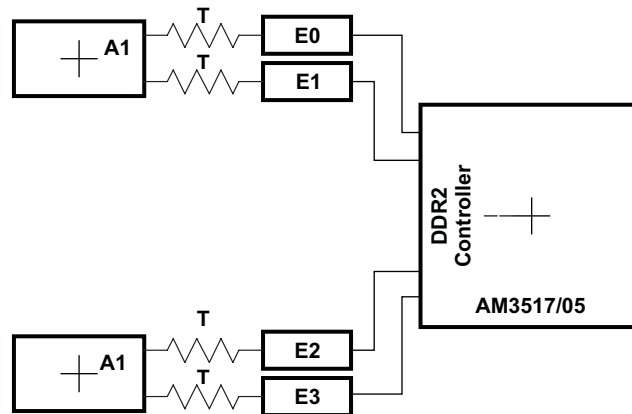 T
A1
E0
T
E1
DDR2
Controller
AM3517/05
T
A1
E2
T
E3